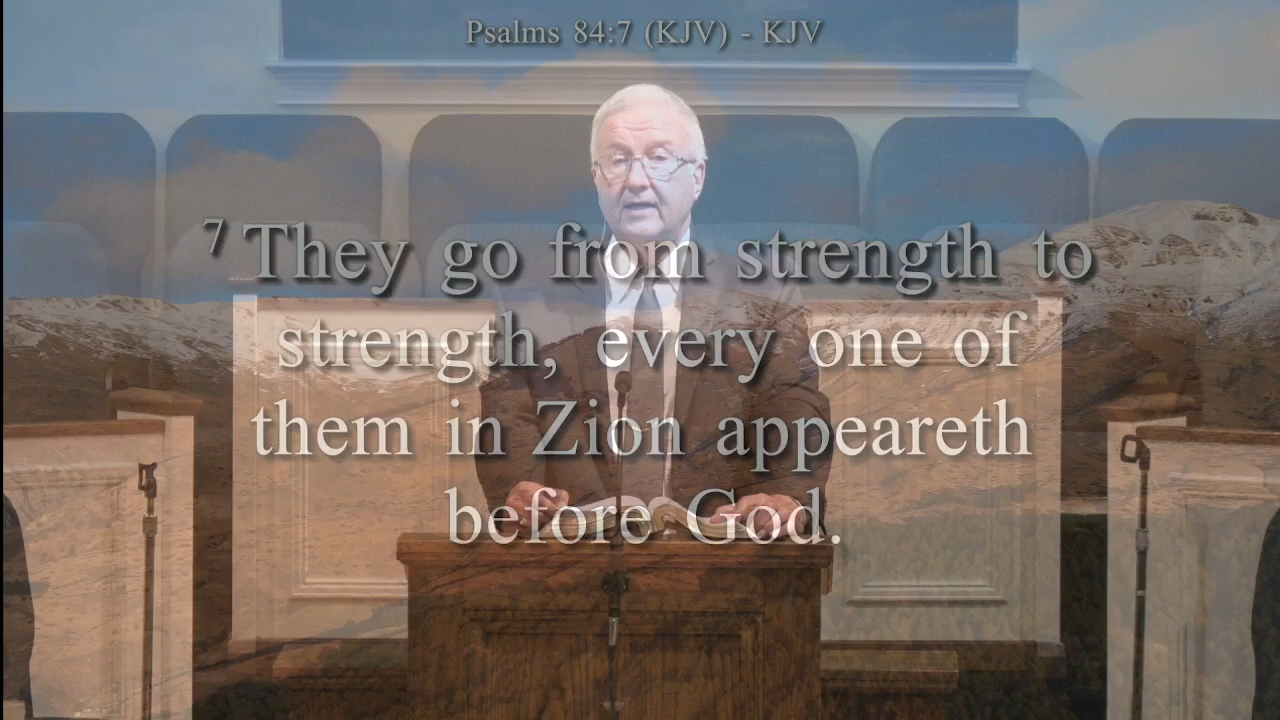 Psalms 84:7 (KJV) - KJV
7 They go from strength to
strength, every one of
them in Zion appeareth
before God.